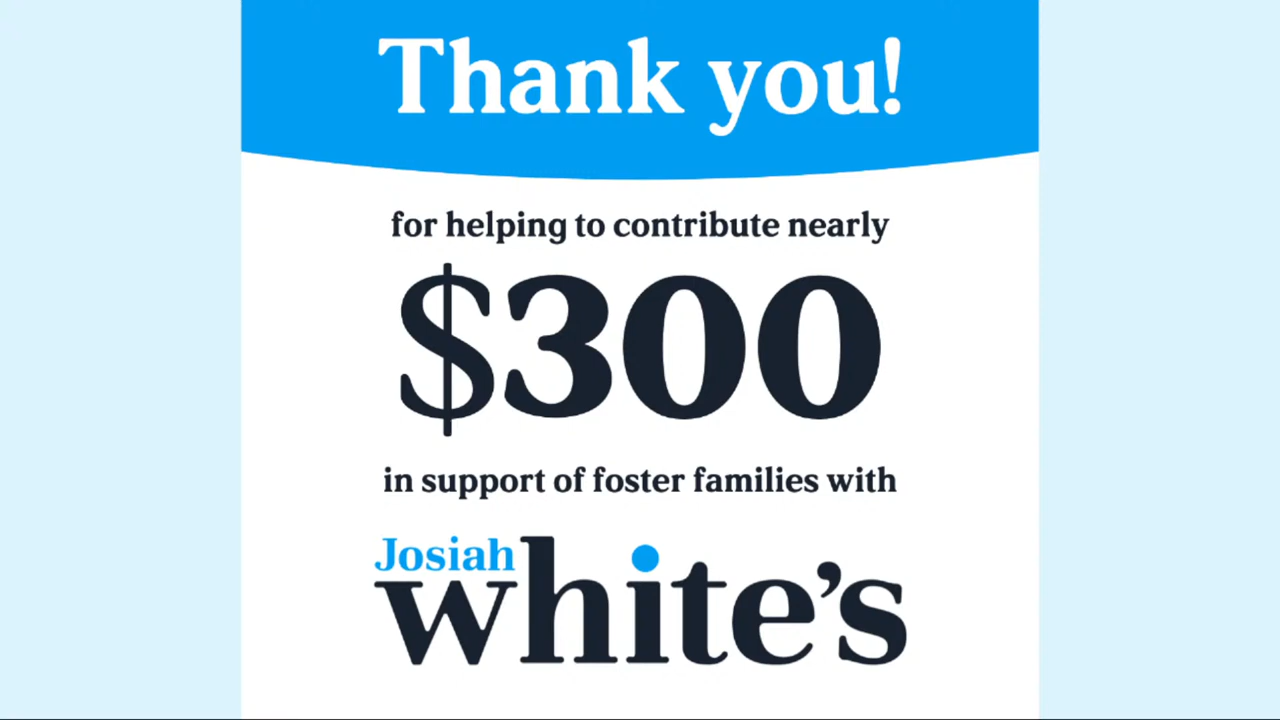 Thank you!
for helping to contribute nearly
$300
in support of foster families with
Josiah
white's